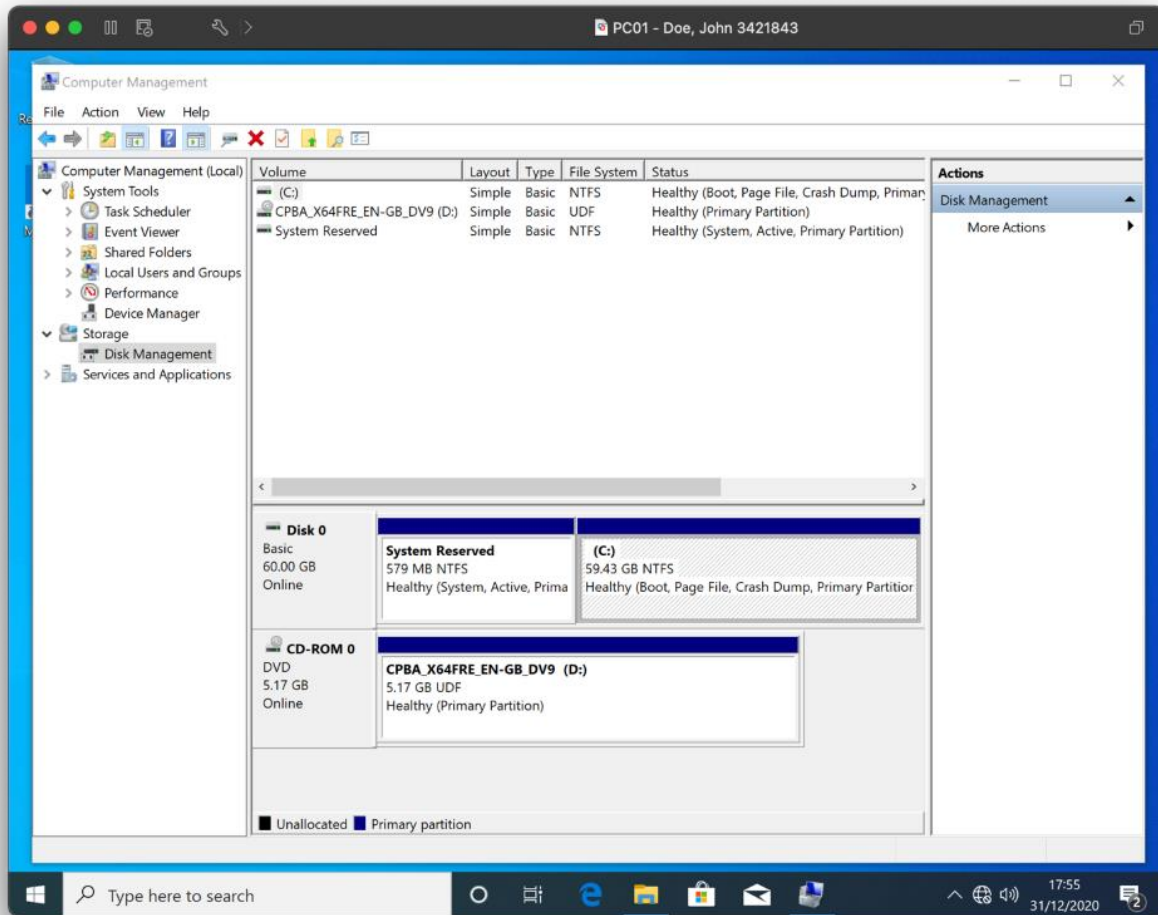 PC01 - Doe, John 3421843
Computer Management
File Action View Help
Computer Management (Local)
System Tools
Task Scheduler
Event Viewer
Shared Folders
Local Users and Groups
Performance
Device Manager
Storage
Disk Management
Services and Applications
Volume Layout Type File System Status
(C:) Simple Basic NTFS Healthy (Boot, Page File, Crash Dump, Primar
CPBA_X64FRE_EN-GB_DV9 (D:) Simple Basic UDF Healthy (Primary Partition)
System Reserved Simple Basic NTFS Healthy (System, Active, Primary Partition)
Actions
Disk Management
More Actions
Disk 0
Basic
60.00 GB
Online
System Reserved
579 MB NTFS
Healthy (System, Active, Prima
(C:)
59.43 GB NTFS
Healthy (Boot, Page File, Crash Dump, Primary Partitior
CD-ROM 0
DVD
5.17 GB
Online
CPBA_X64FRE_EN-GB_DV9 (D:)
5.17 GB UDF
Healthy (Primary Partition)
Unallocated Primary partition
Type here to search
17:55
31/12/2020
2